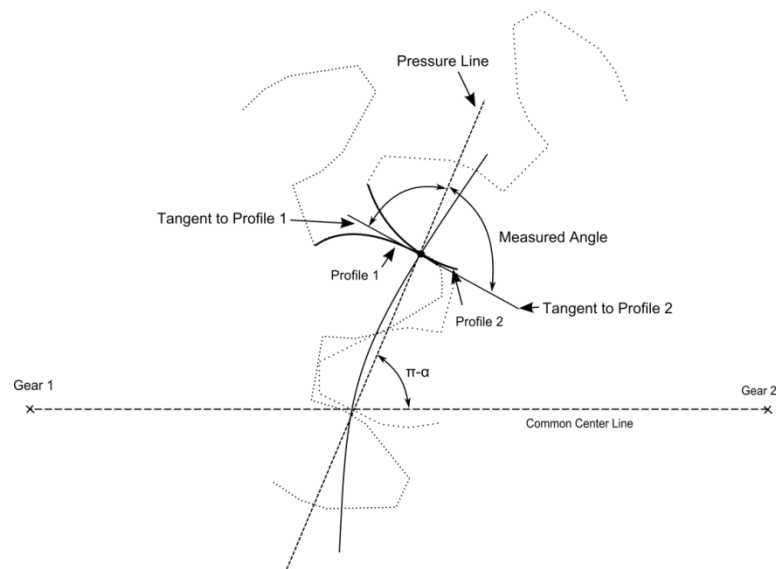 Pressure Line
Tangent to Profile 1
Measured Angle
Profile 1
Profile 2
Tangent to Profile 2
π-α
Gear 1
Gear 2
Common Center Line